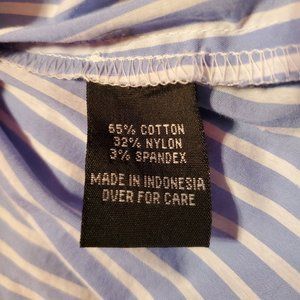 65% COTTON
32% NYLON
3% SPANDEX
MADE IN INDONESIA
OVER FOR CARE